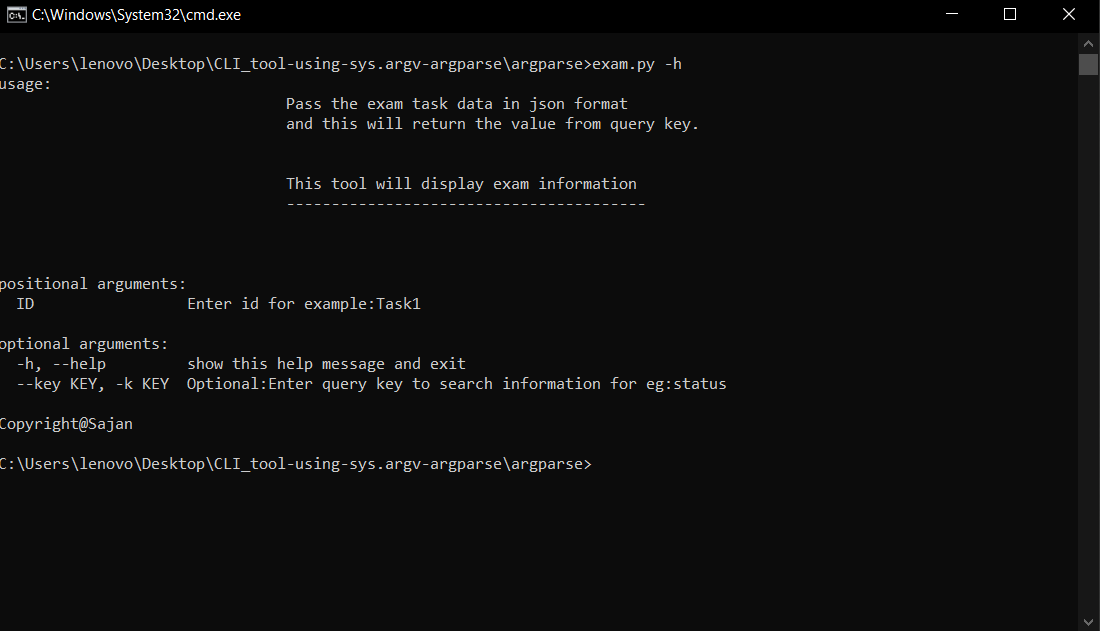 C:\Windows\System32\cmd.exe
C:\Users\lenovo\Desktop\CLI_tool-using-sys.argv-argparse\argparse>exam.py -h
usage:
Pass the exam task data in json format
and this will return the value from query key.
This tool will display exam information
----------------------------------------
positional arguments:
ID                 Enter id for example:Task1
optional arguments:
-h, --help         show this help message and exit
--key KEY, -k KEY  Optional:Enter query key to search information for eg:status
Copyright@Sajan
C:\Users\lenovo\Desktop\CLI_tool-using-sys.argv-argparse\argparse>